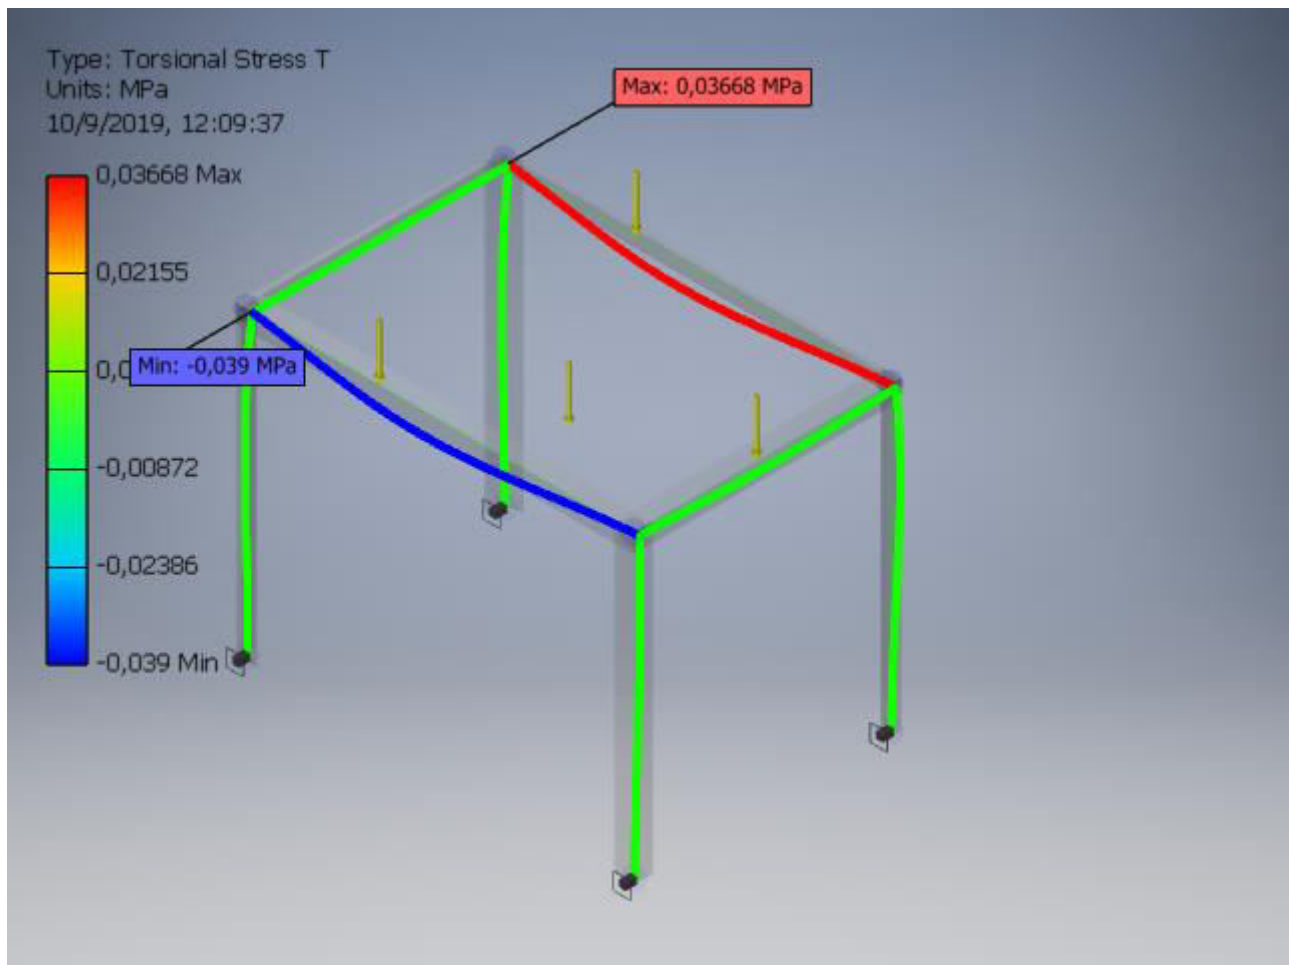 Type: Torsional Stress T
Units: MPa
10/9/2019, 12:09:37
Max: 0,03668 MPa
0,03668 Max
0,02155
Min: -0,039 MPa
-0,00872
-0,02386
-0,039 Min